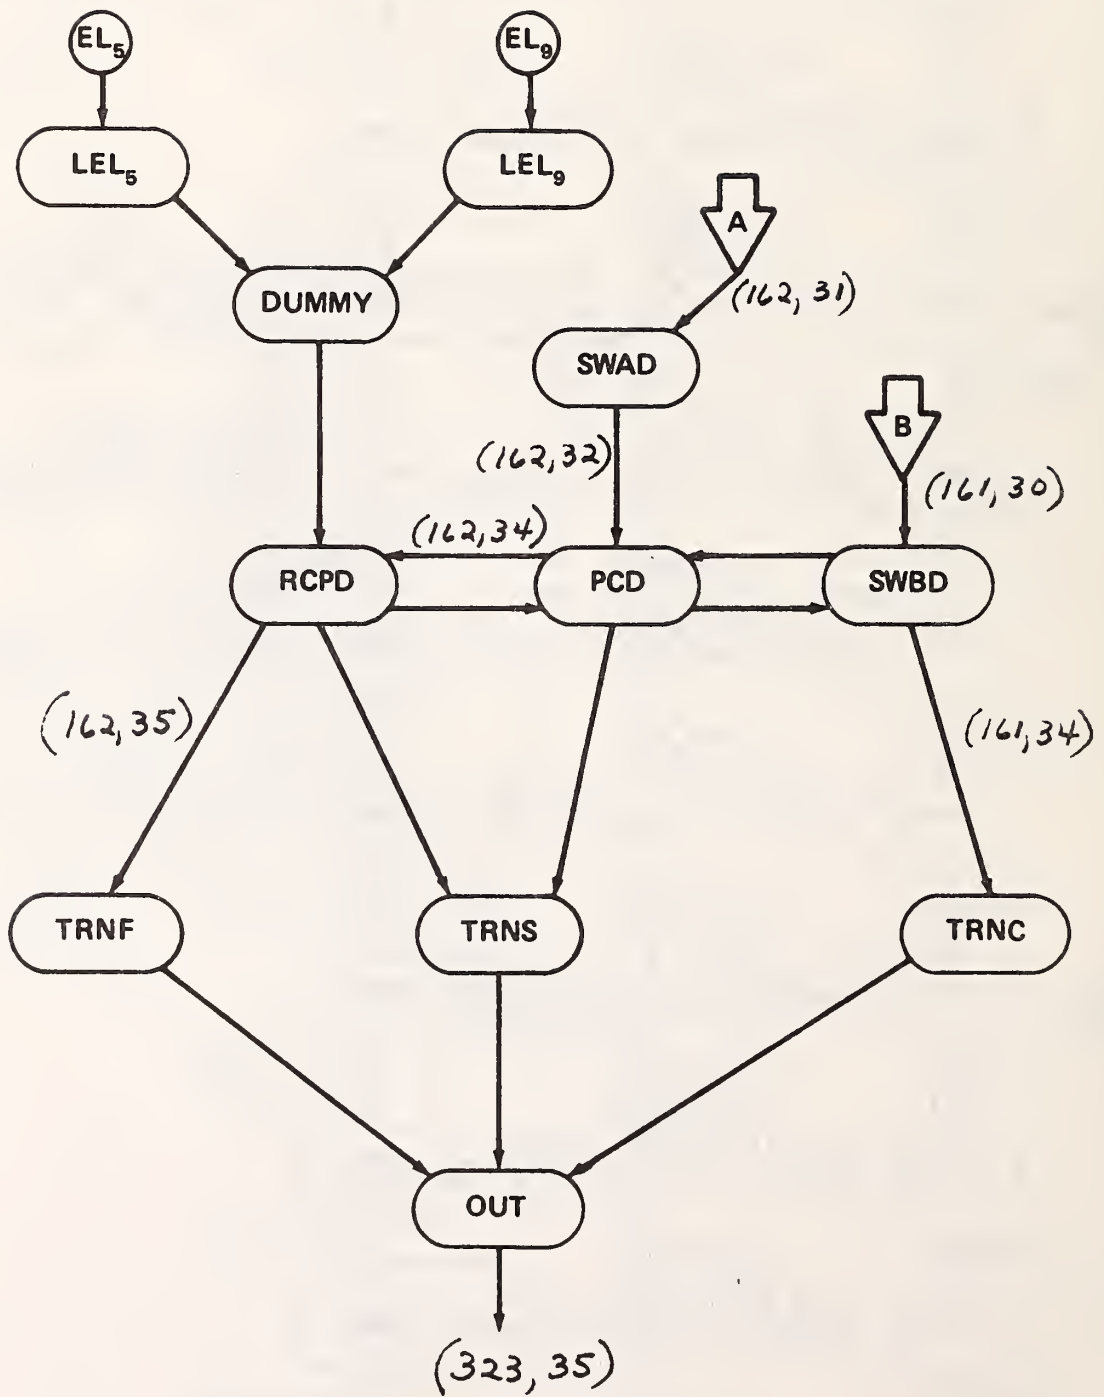 EL₅
EL₉
LEL₅
LEL₉
A
(162, 31)
DUMMY
SWAD
B
(162, 32)
(161, 30)
(162, 34)
RCPD
PCD
SWBD
(162, 35)
(161, 34)
TRNF
TRNS
TRNC
OUT
(323, 35)